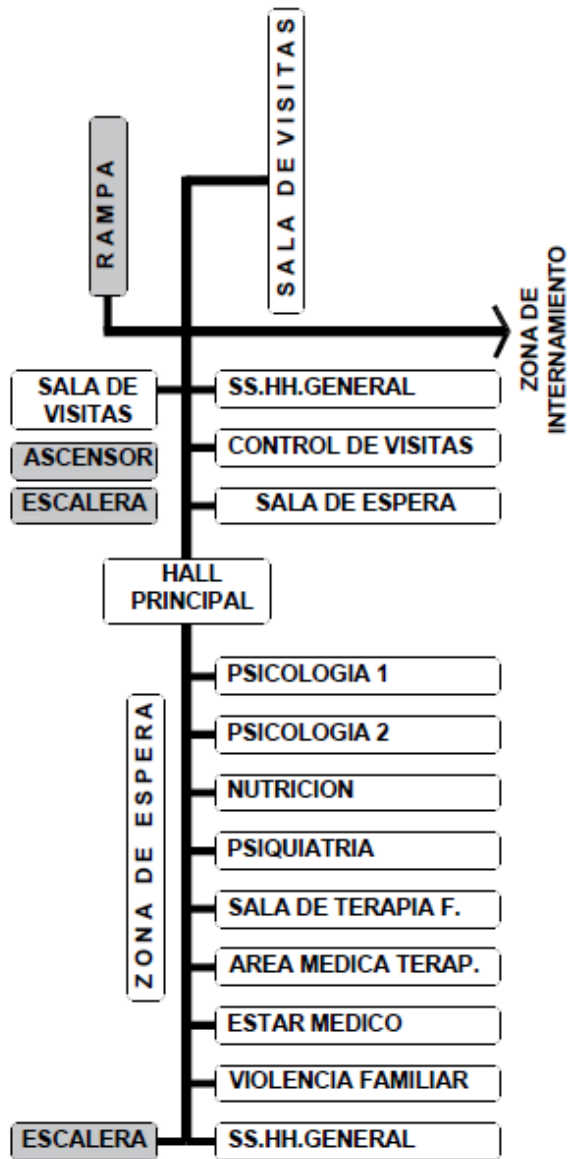 SALA DE VISITAS
RAMPA
ZONA DE
INTERNAMIENTO
SALA DE
VISITAS
SS.HH.GENERAL
ASCENSOR
CONTROL DE VISITAS
ESCALERA
SALA DE ESPERA
HALL
PRINCIPAL
ZONA DE ESPERA
PSICOLOGIA 1
PSICOLOGIA 2
NUTRICION
PSIQUIATRIA
SALA DE TERAPIA F.
AREA MEDICA TERAP.
ESTAR MEDICO
VIOLENCIA FAMILIAR
ESCALERA
SS.HH.GENERAL